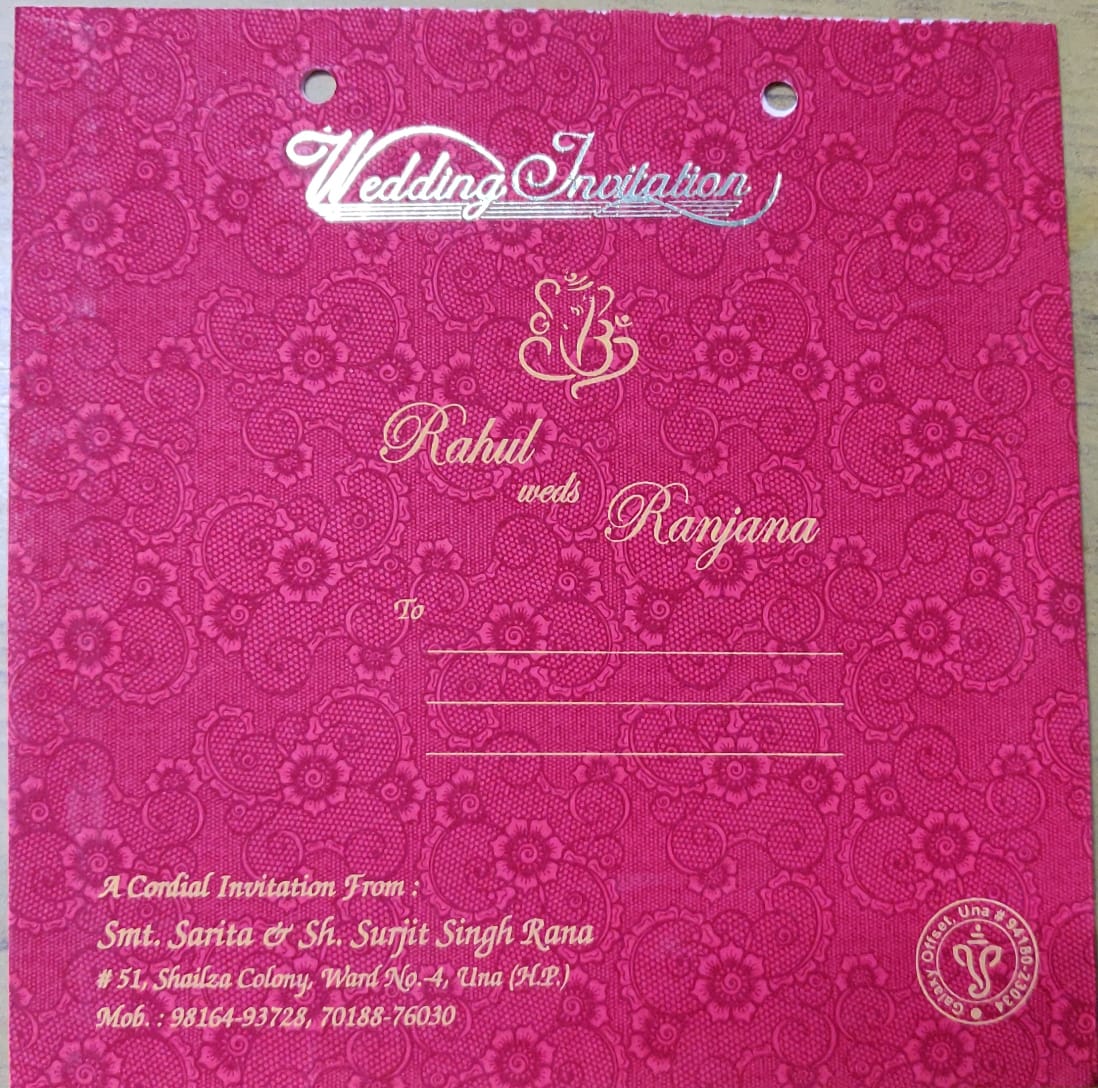 Wedding Invitation
Rahul
weds
Ranjana
To
A Cordial Invitation From :
Smt. Sarita & Sh. Surjit Singh Rana
# 51, Shailza Colony, Ward No.-4, Una (H.P.)
Mob. : 98164-93728, 70188-76030
Galaxy Offset, Una # 94180-23034